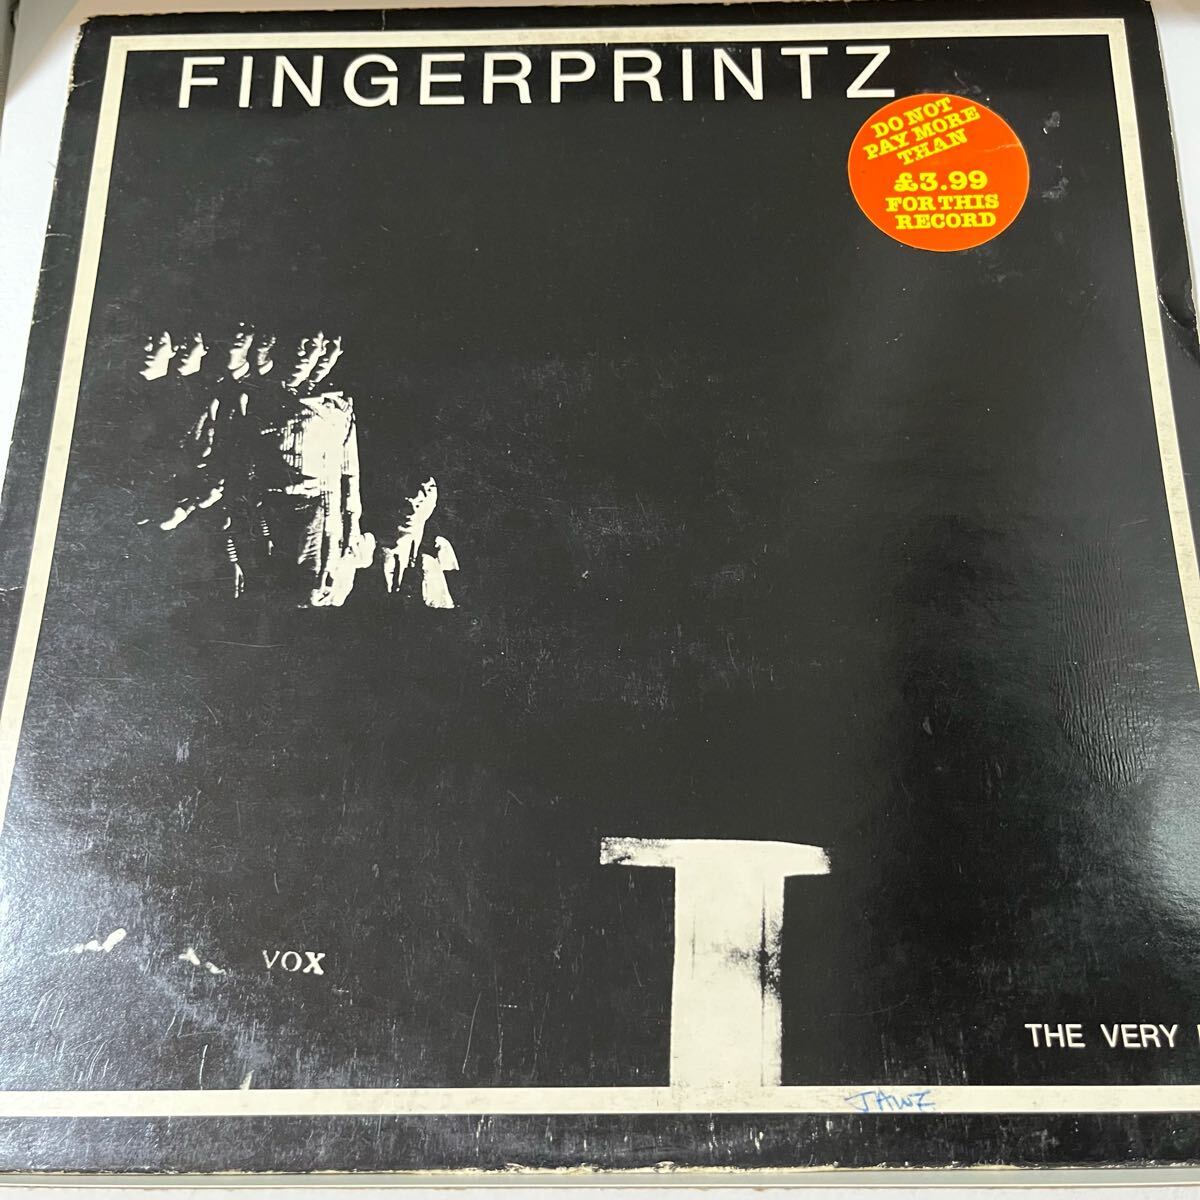 FINGERPRINTZ
DO NOT
PAY MORE
THAN
£3.99
FOR THIS
RECORD
VOX
THE VERY
JAWZ